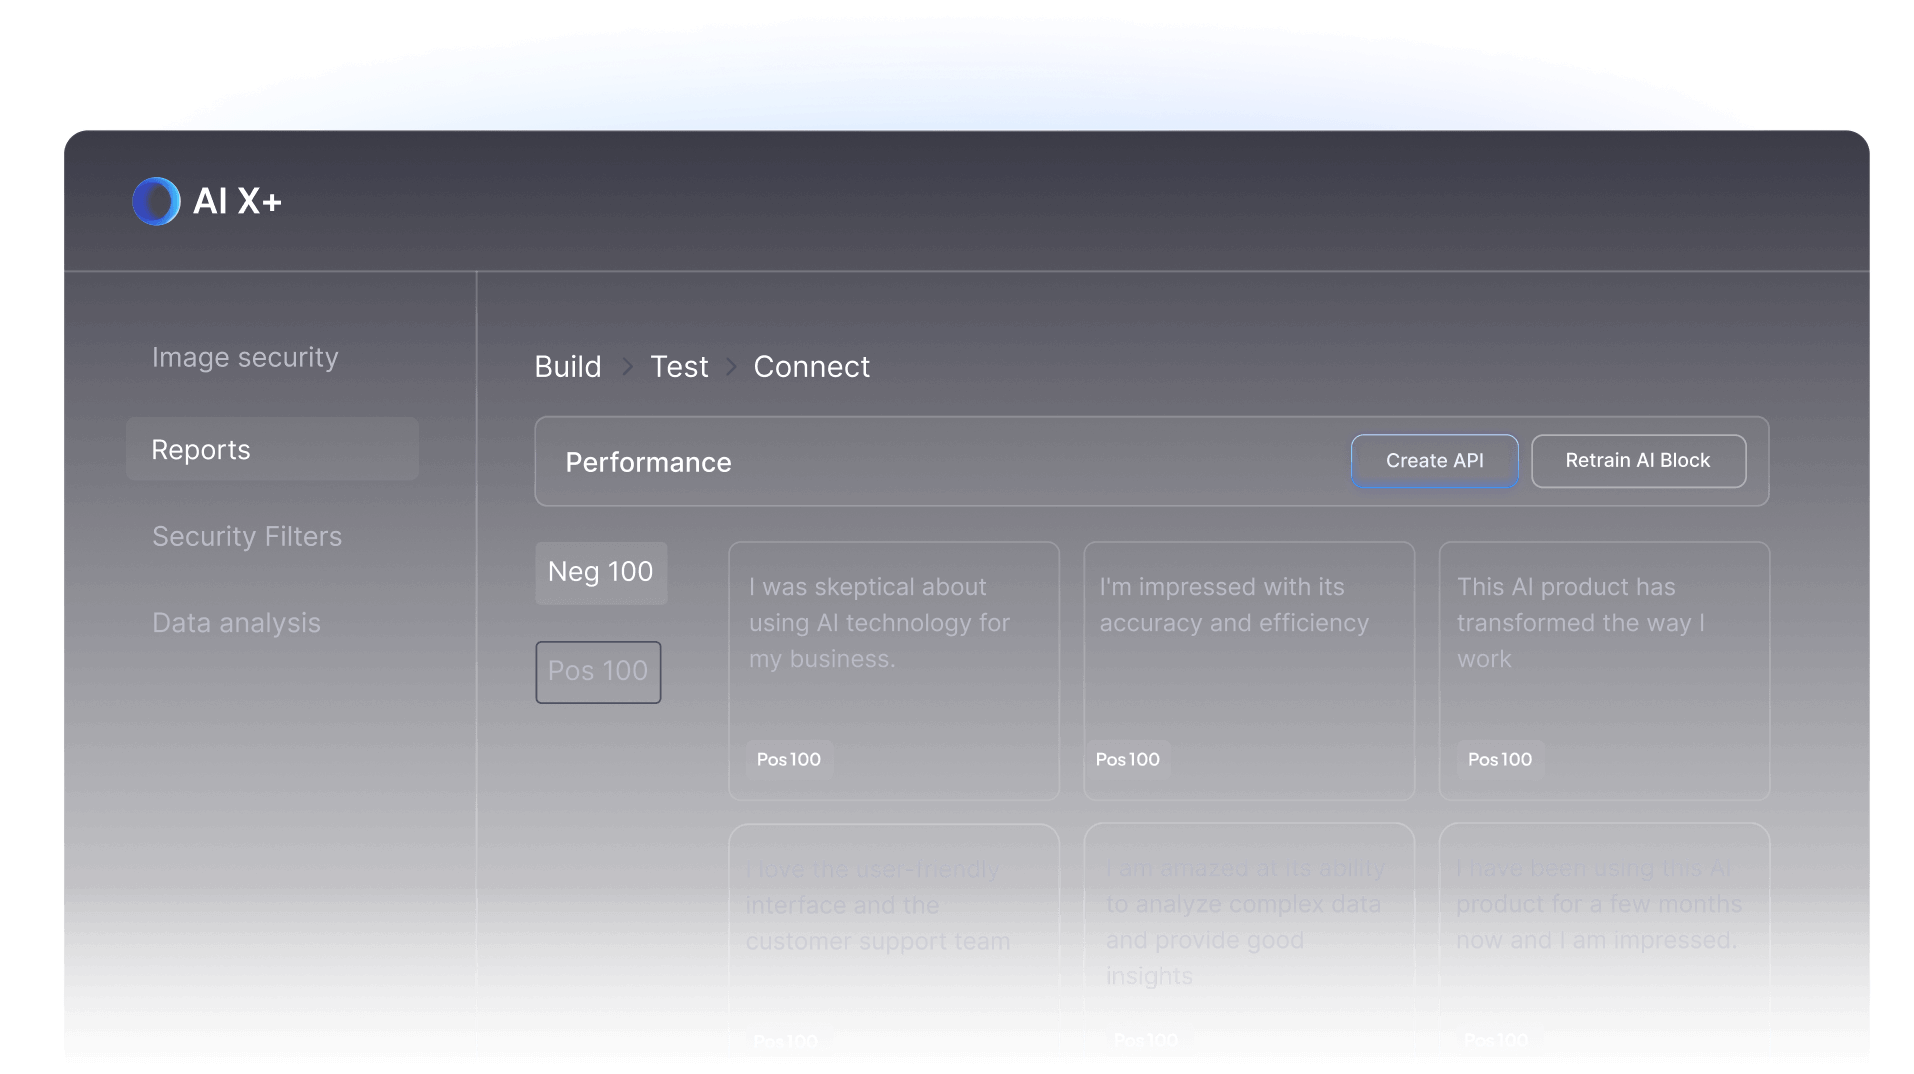 AI X+
Image security
Reports
Security Filters
Data analysis
Build > Test > Connect
Performance
Create API
Retrain AI Block
Neg 100
Pos 100
I was skeptical about
using AI technology for
my business.
Pos 100
I'm impressed with its
accuracy and efficiency
Pos 100
This AI product has
transformed the way I
work
Pos 100
I love the user-friendly
interface and the
customer support team
Pos 100
I am amazed at its ability
to analyze complex data
and provide good
insights
Pos 100
I have been using this AI
product for a few months
now and I am impressed.
Pos 100